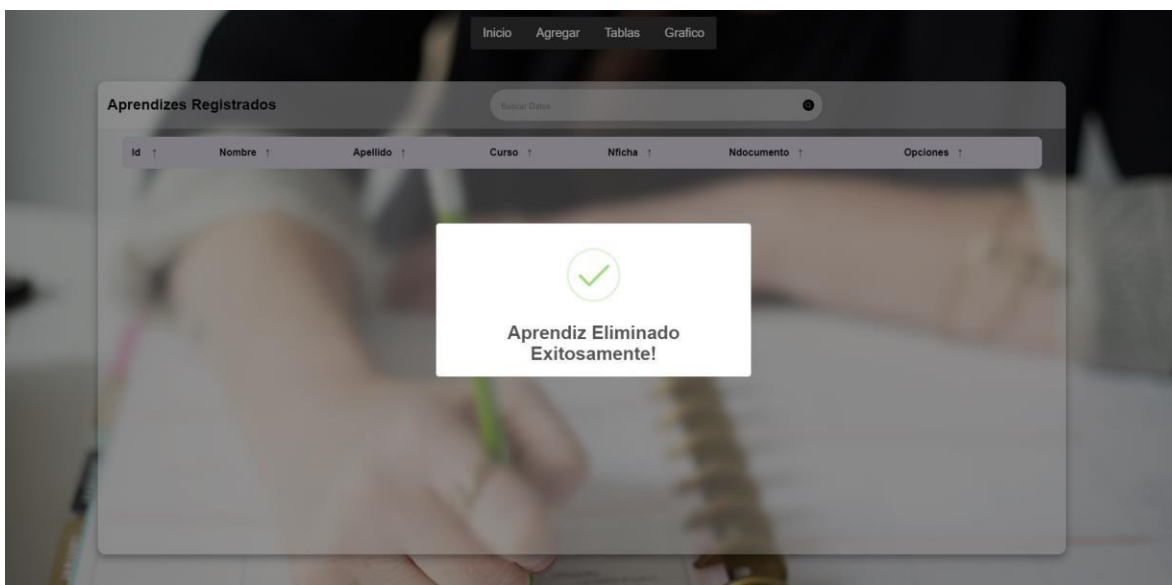 Inicio Agregar Tablas Grafico
Aprendizes Registrados
Buscar Datos
Id ↑ Nombre ↑ Apellido ↑ Curso ↑ Nficha ↑ Ndocumento ↑ Opciones ↑
Aprendiz Eliminado
Exitosamente!